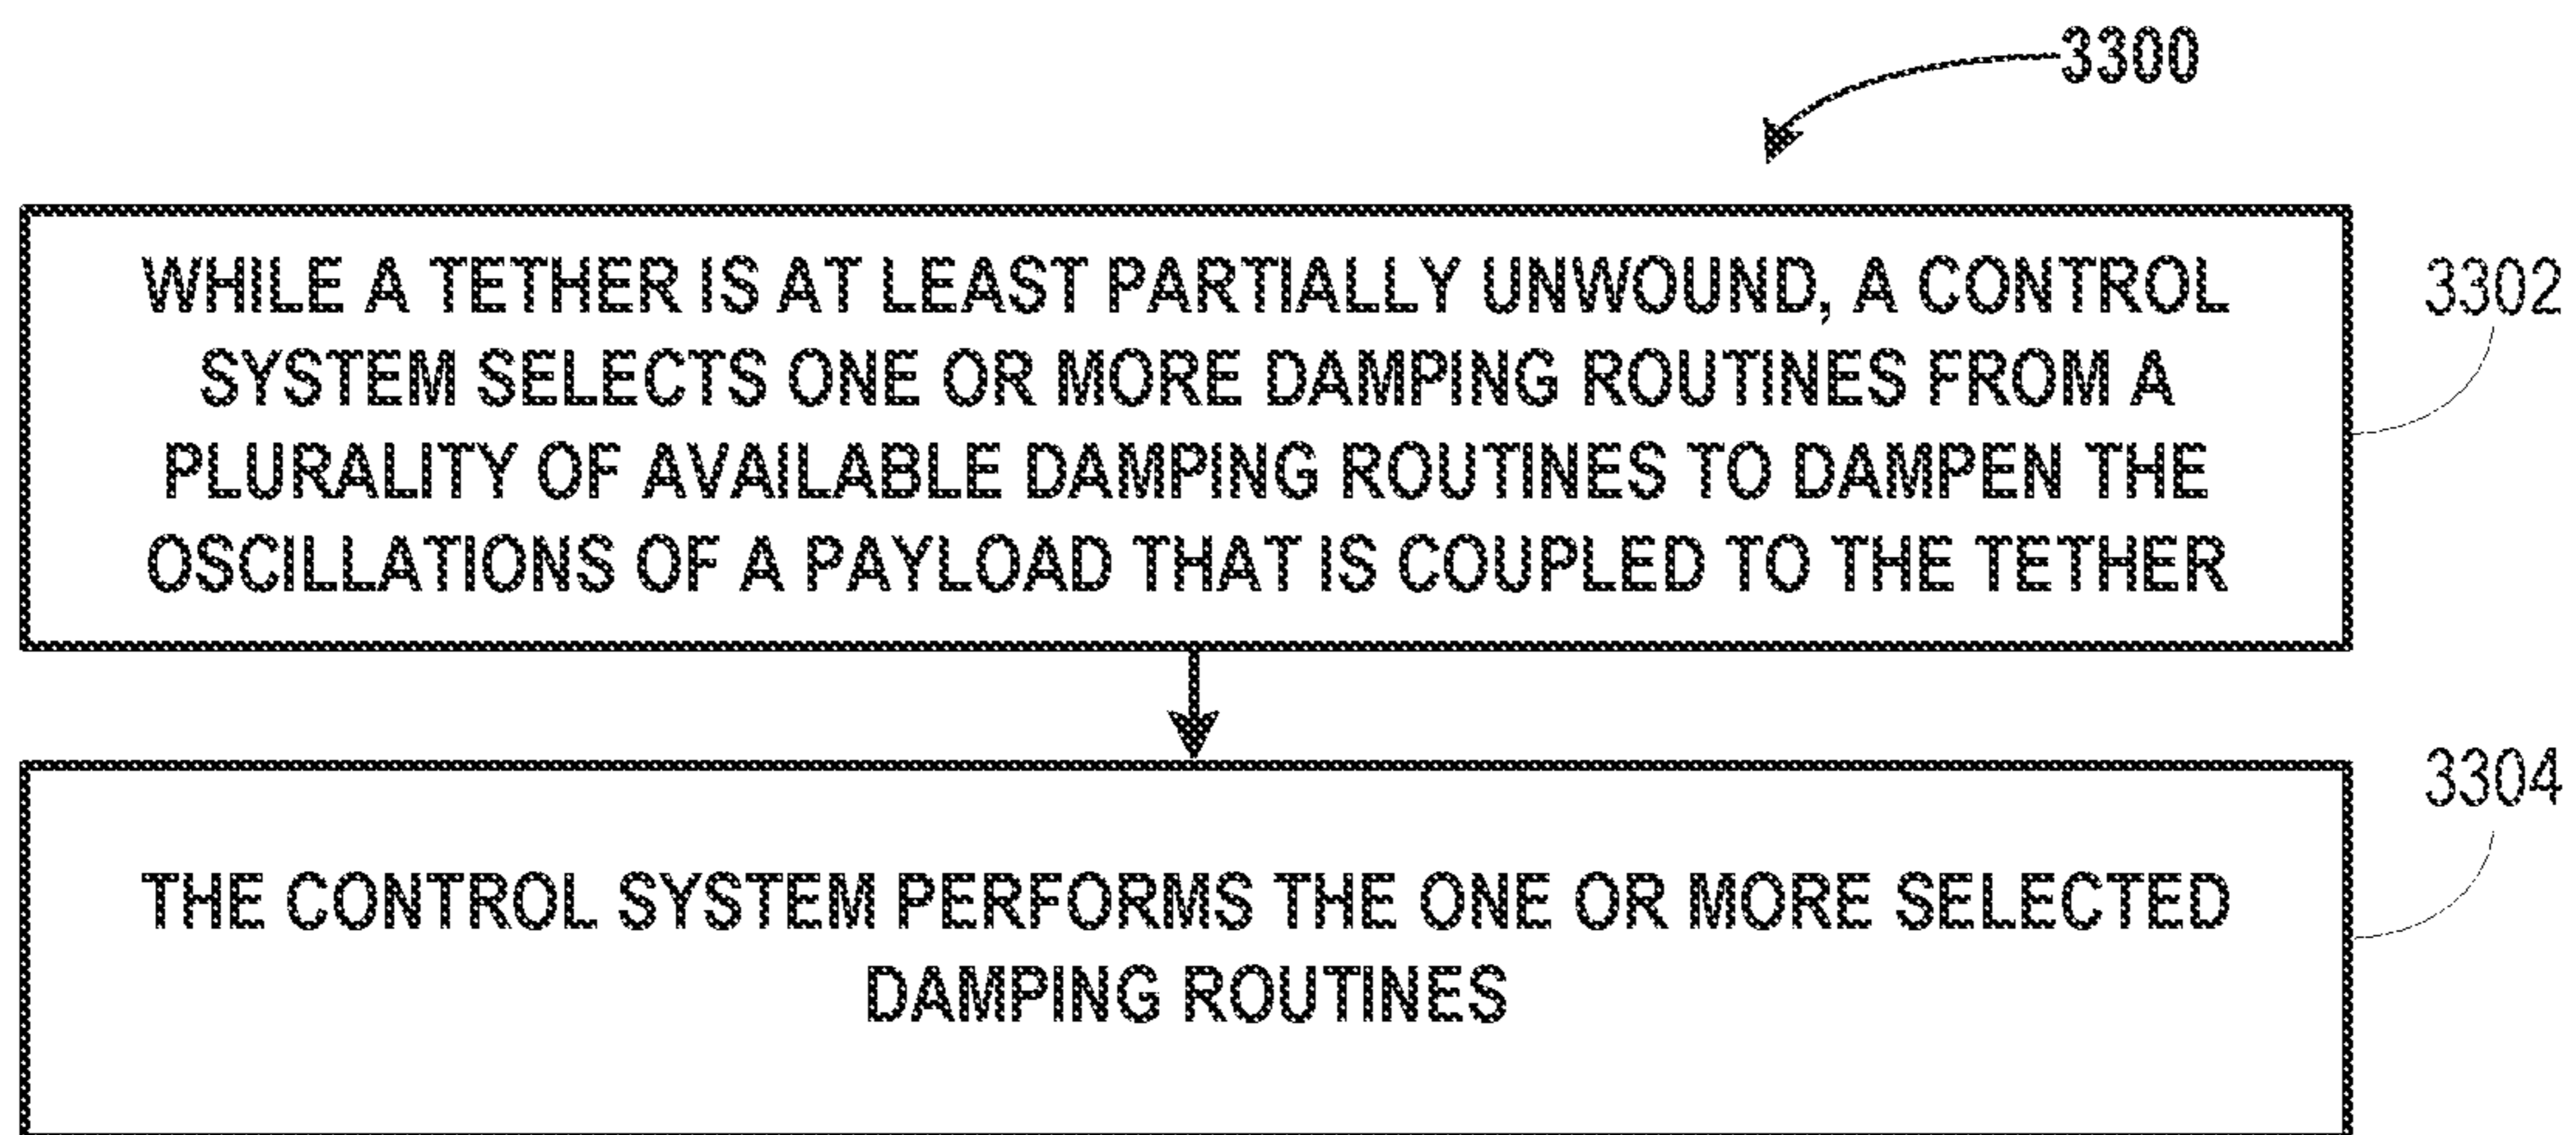 3300
WHILE A TETHER IS AT LEAST PARTIALLY UNWOUND, A CONTROL
SYSTEM SELECTS ONE OR MORE DAMPING ROUTINES FROM A
PLURALITY OF AVAILABLE DAMPING ROUTINES TO DAMPEN THE
OSCILLATIONS OF A PAYLOAD THAT IS COUPLED TO THE TETHER
3302
THE CONTROL SYSTEM PERFORMS THE ONE OR MORE SELECTED
DAMPING ROUTINES
3304